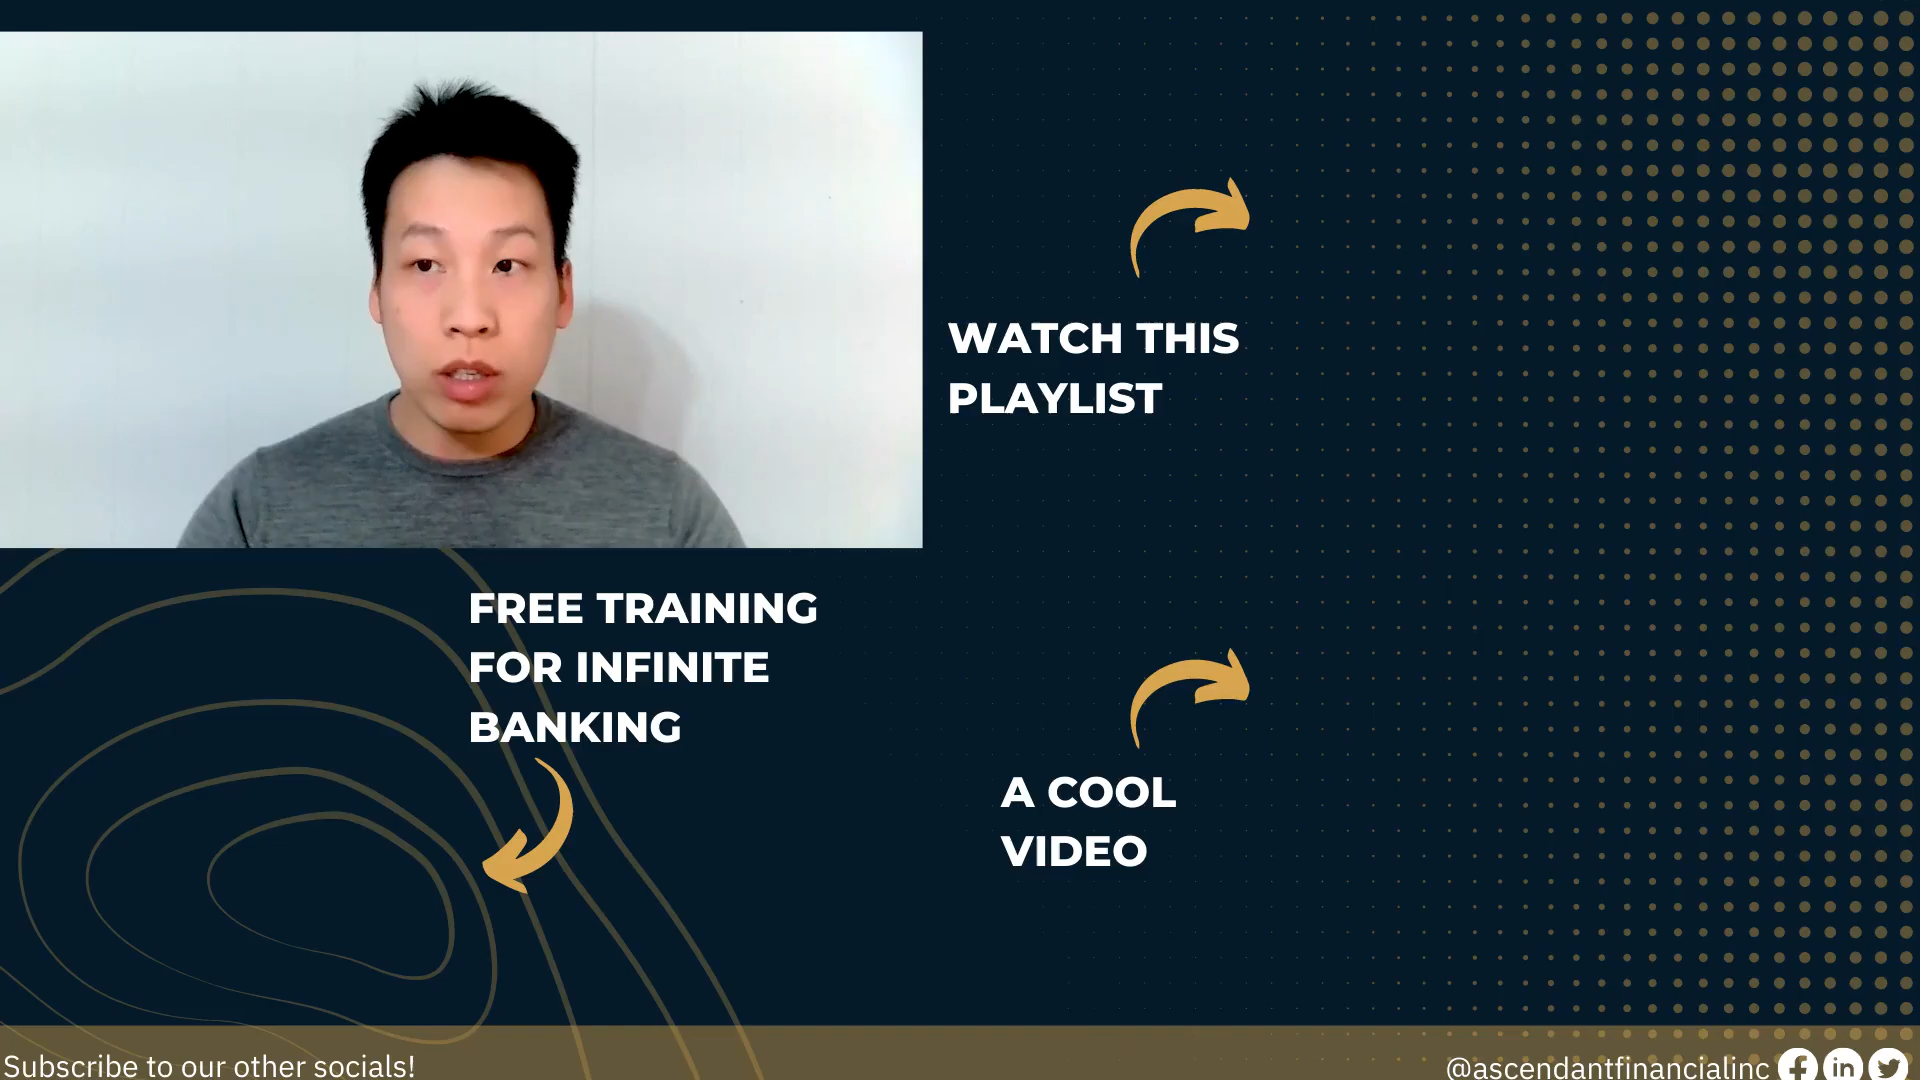 WATCH THIS
PLAYLIST
FREE TRAINING
FOR INFINITE
BANKING
A COOL
VIDEO
Subscribe to our other socials!
@ascendantfinancialinc